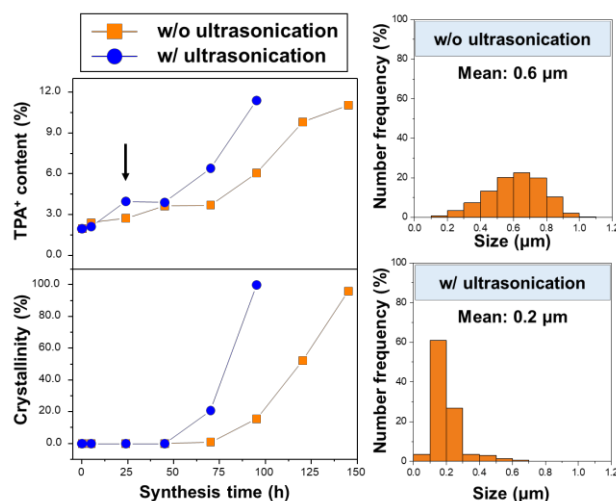 w/o ultrasonication
w/ ultrasonication
TPA⁺ content (%)
12.0
9.0
6.0
3.0
0.0
Crystallinity (%)
100.0
80.0
60.0
40.0
20.0
0.0
0 25 50 75 100 125 150
Synthesis time (h)
Number frequency (%)
100
80
60
40
20
0
w/o ultrasonication
Mean: 0.6 µm
0.2 0.4 0.6 0.8 1.0
Size (µm)
Number frequency (%)
100
80
60
40
20
0
w/ ultrasonication
Mean: 0.2 µm
0.2 0.4 0.6 0.8 1.0
Size (µm)